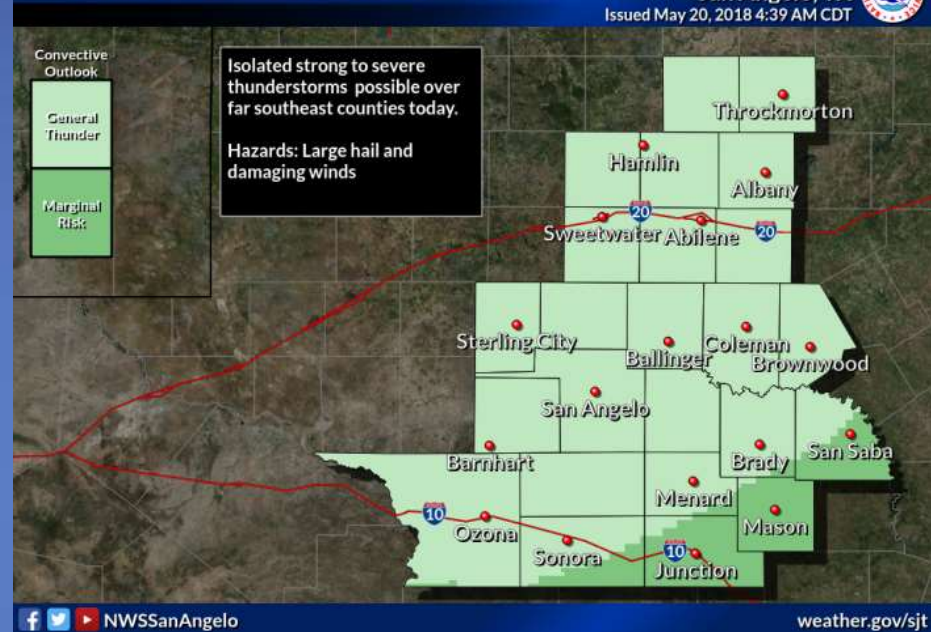 Issued May 20, 2018 4:39 AM CDT
Convective
Outlook
General
Thunder
Marginal
Risk
Isolated strong to severe
thunderstorms possible over
far southeast counties today.
Hazards: Large hail and
damaging winds
Throckmorton
Hamlin
Albany
20
Sweetwater
Abilene
20
Sterling City
Ballinger
Coleman
Brownwood
San Angelo
Barnhart
Brady
San Saba
Menard
10
Ozona
Mason
Sonora
10
Junction
NWSSanAngelo
weather.gov/sjt